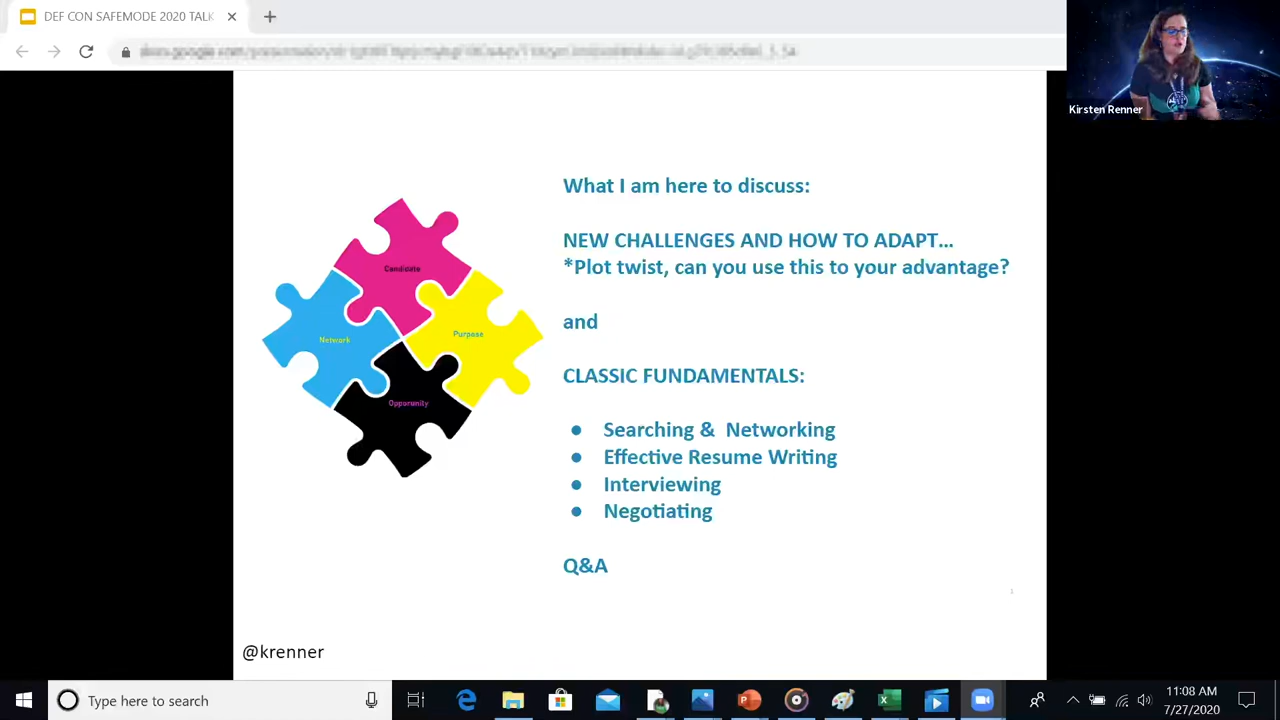 DEF CON SAFEMODE 2020 TALK
Kirsten Renner
What I am here to discuss:
NEW CHALLENGES AND HOW TO ADAPT…
*Plot twist, can you use this to your advantage?
and
CLASSIC FUNDAMENTALS:
● Searching & Networking
● Effective Resume Writing
● Interviewing
● Negotiating
Q&A
Candidate
Network
Purpose
Opporunity
@krenner
Type here to search
11:08 AM
7/27/2020